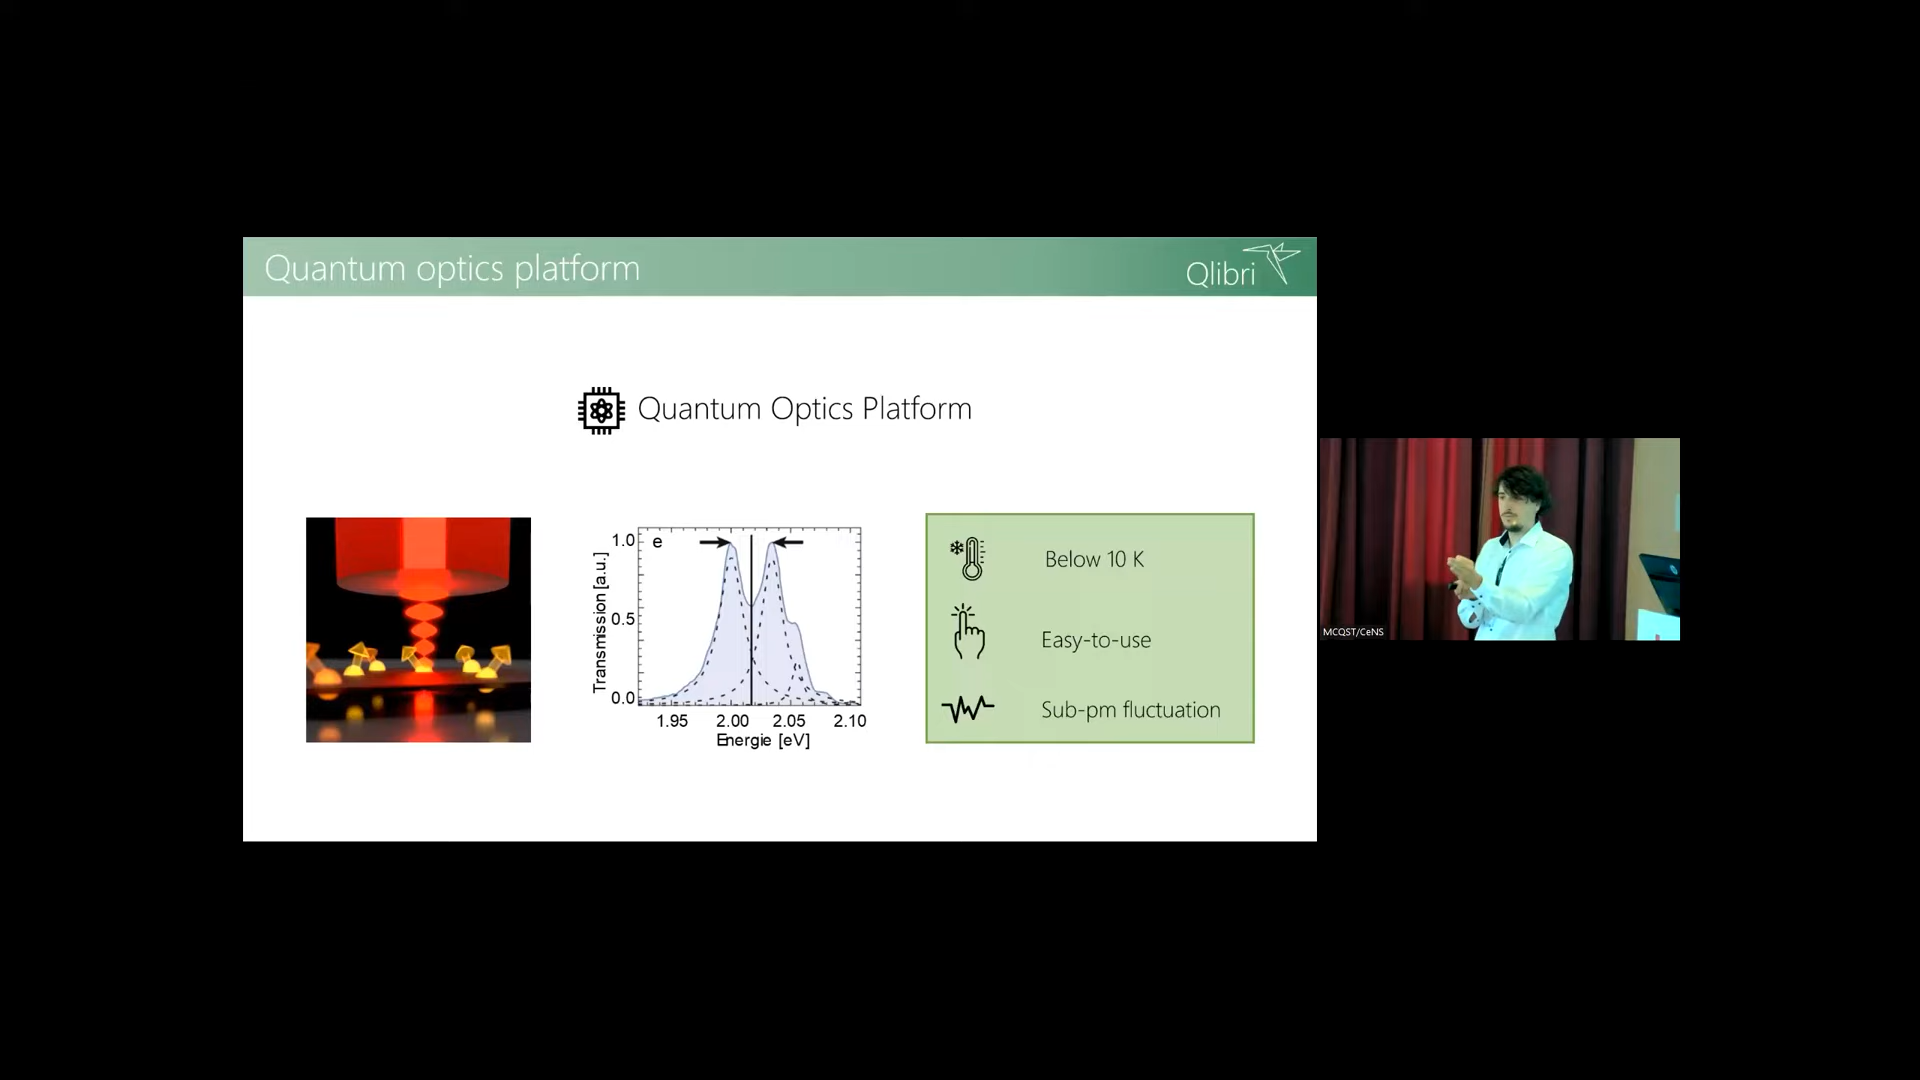 Quantum optics platform
Qlibri
Quantum Optics Platform
e
1.0
0.5
0.0
Transmission [a.u.]
1.95 2.00 2.05 2.10
Energie [eV]
Below 10 K
Easy-to-use
Sub-pm fluctuation
MCQST/CeNS